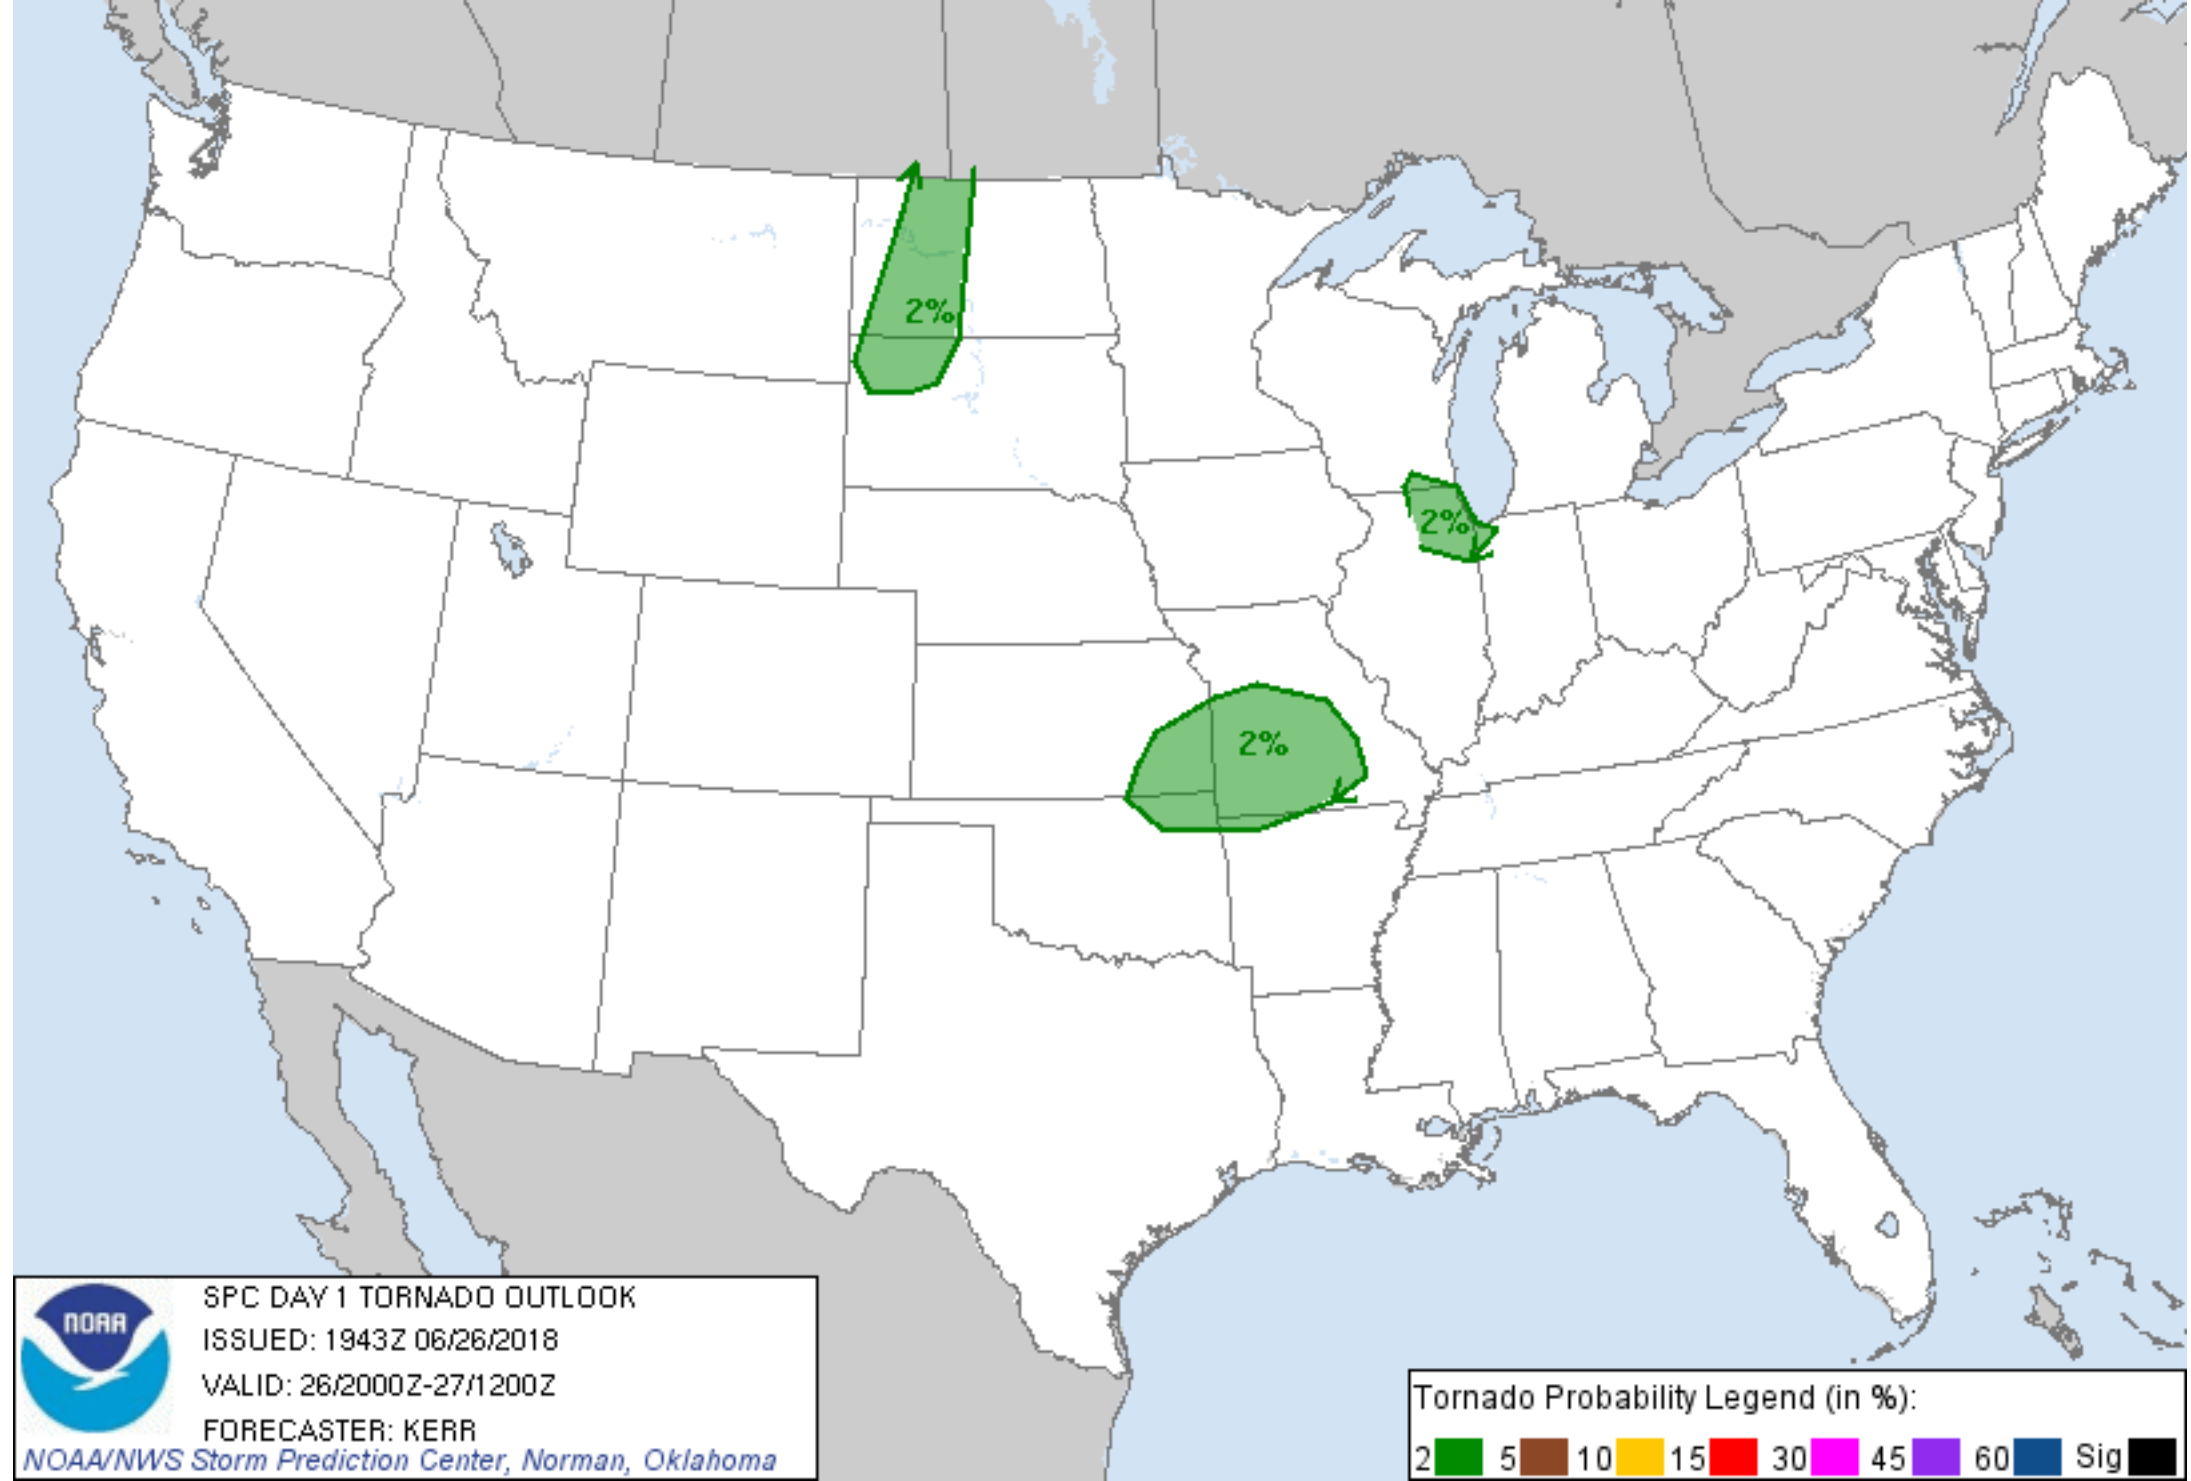 2%
2%
2%
NOAA
SPC DAY 1 TORNADO OUTLOOK
ISSUED: 1943Z 06/26/2018
VALID: 26/2000Z-27/1200Z
FORECASTER: KERR
NOAA/NWS Storm Prediction Center, Norman, Oklahoma
Tornado Probability Legend (in %):
2 5 10 15 30 45 60 Sig